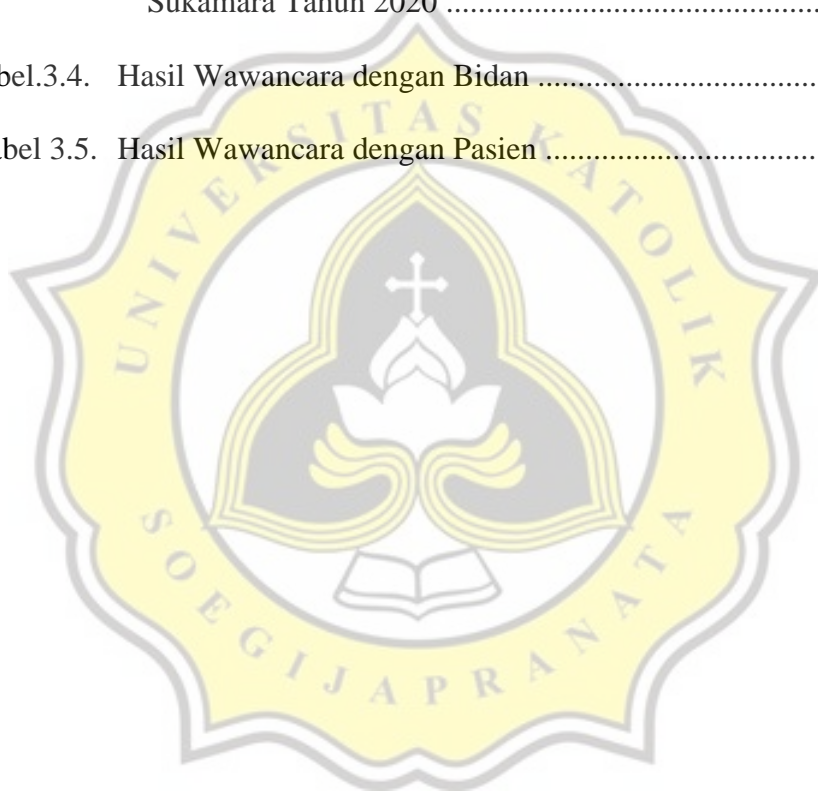 Sukamara Tahun 2020 ........................................
bel.3.4. Hasil Wawancara dengan Bidan ..............................
abel 3.5. Hasil Wawancara dengan Pasien .............................
UNIVERSITAS KATOLIK
SOEGIJAPRANATA